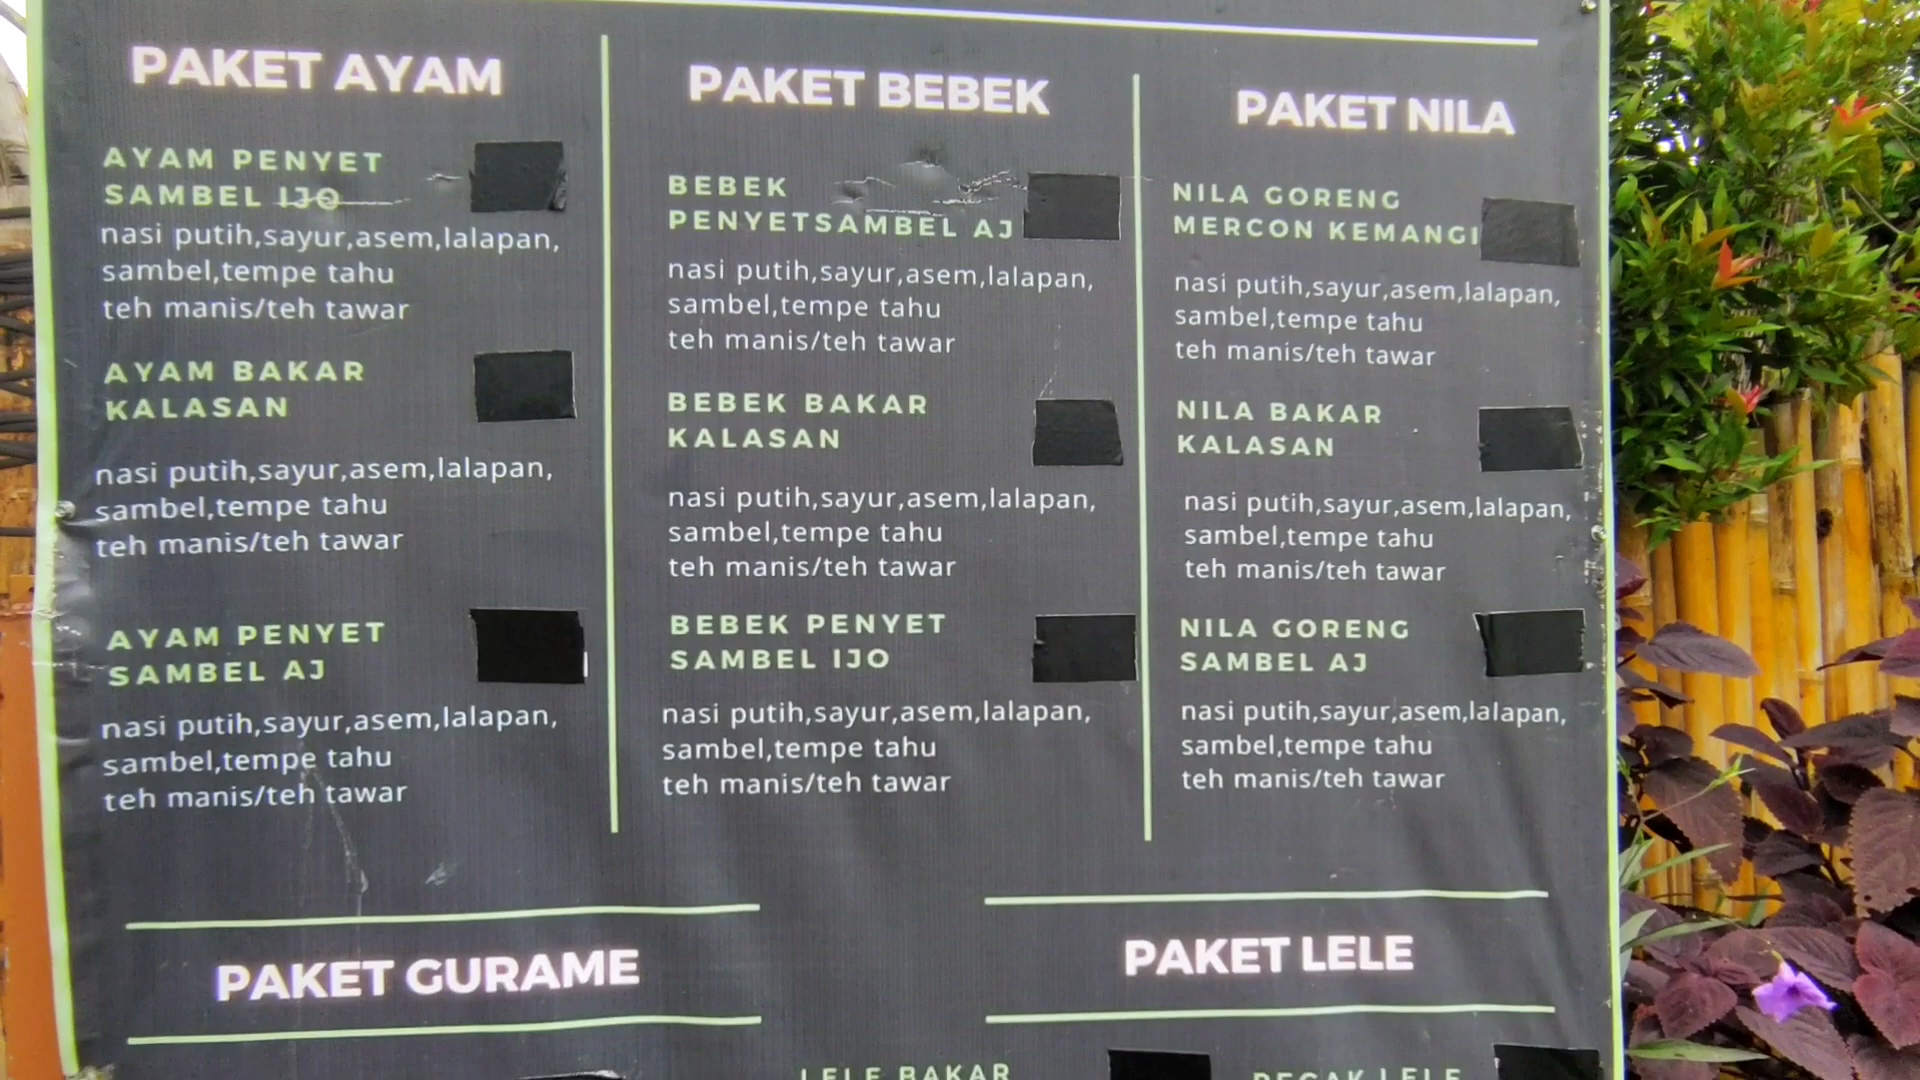 PAKET AYAM
AYAM PENYET
SAMBEL IJO
nasi putih,sayur,asem,lalapan,
sambel,tempe tahu
teh manis/teh tawar
AYAM BAKAR
KALASAN
nasi putih,sayur,asem,lalapan,
sambel,tempe tahu
teh manis/teh tawar
AYAM PENYET
SAMBEL AJ
nasi putih,sayur,asem,lalapan,
sambel,tempe tahu
teh manis/teh tawar
PAKET BEBEK
BEBEK
PENYETSAMBEL AJ
nasi putih,sayur,asem,lalapan,
sambel,tempe tahu
teh manis/teh tawar
BEBEK BAKAR
KALASAN
nasi putih,sayur,asem,lalapan,
sambel,tempe tahu
teh manis/teh tawar
BEBEK PENYET
SAMBEL IJO
nasi putih,sayur,asem,lalapan,
sambel,tempe tahu
teh manis/teh tawar
PAKET NILA
NILA GORENG
MERCON KEMANGI
nasi putih,sayur,asem,lalapan,
sambel,tempe tahu
teh manis/teh tawar
NILA BAKAR
KALASAN
nasi putih,sayur,asem,lalapan,
sambel,tempe tahu
teh manis/teh tawar
NILA GORENG
SAMBEL AJ
nasi putih,sayur,asem,lalapan,
sambel,tempe tahu
teh manis/teh tawar
PAKET GURAME
PAKET LELE
LELE BAKAR
PECAK LELE